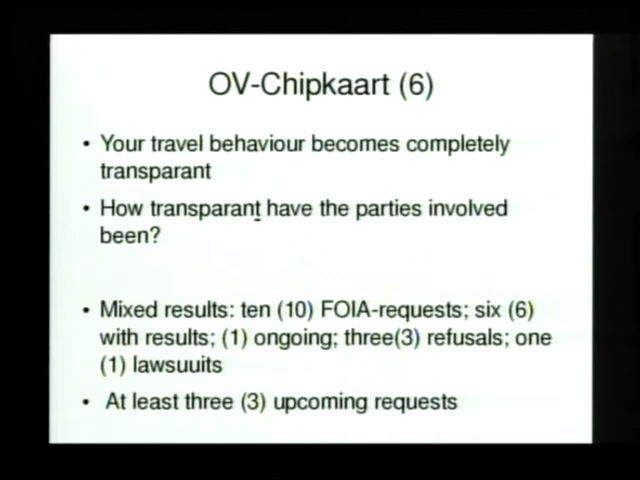 OV-Chipkaart (6)
• Your travel behaviour becomes completely
transparant
• How transparant have the parties involved
been?
• Mixed results: ten (10) FOIA-requests; six (6)
with results; (1) ongoing; three(3) refusals; one
(1) lawsuuits
• At least three (3) upcoming requests